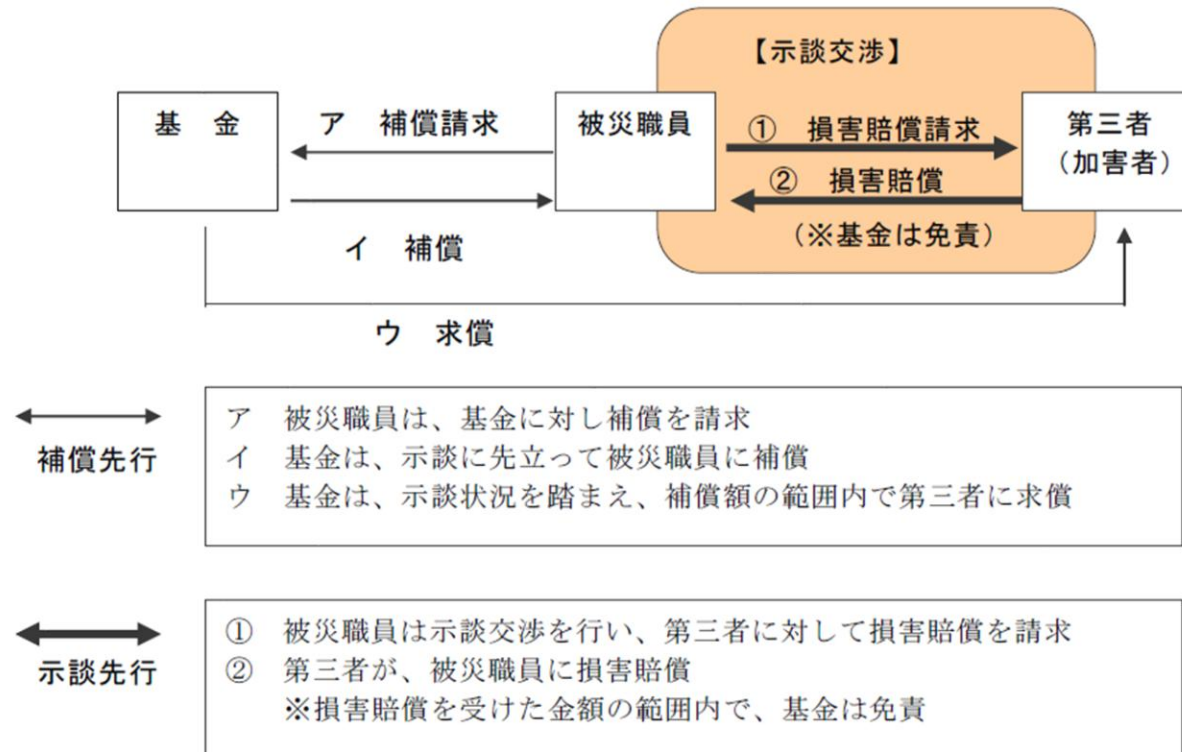 【示談交渉】
基　金
ア　補償請求
被災職員
①　損害賠償請求
第三者
（加害者）
②　損害賠償
（※基金は免責）
イ　補償
ウ　求償
補償先行
ア　被災職員は、基金に対し補償を請求
イ　基金は、示談に先立って被災職員に補償
ウ　基金は、示談状況を踏まえ、補償額の範囲内で第三者に求償
示談先行
①　被災職員は示談交渉を行い、第三者に対して損害賠償を請求
②　第三者が、被災職員に損害賠償
※損害賠償を受けた金額の範囲内で、基金は免責